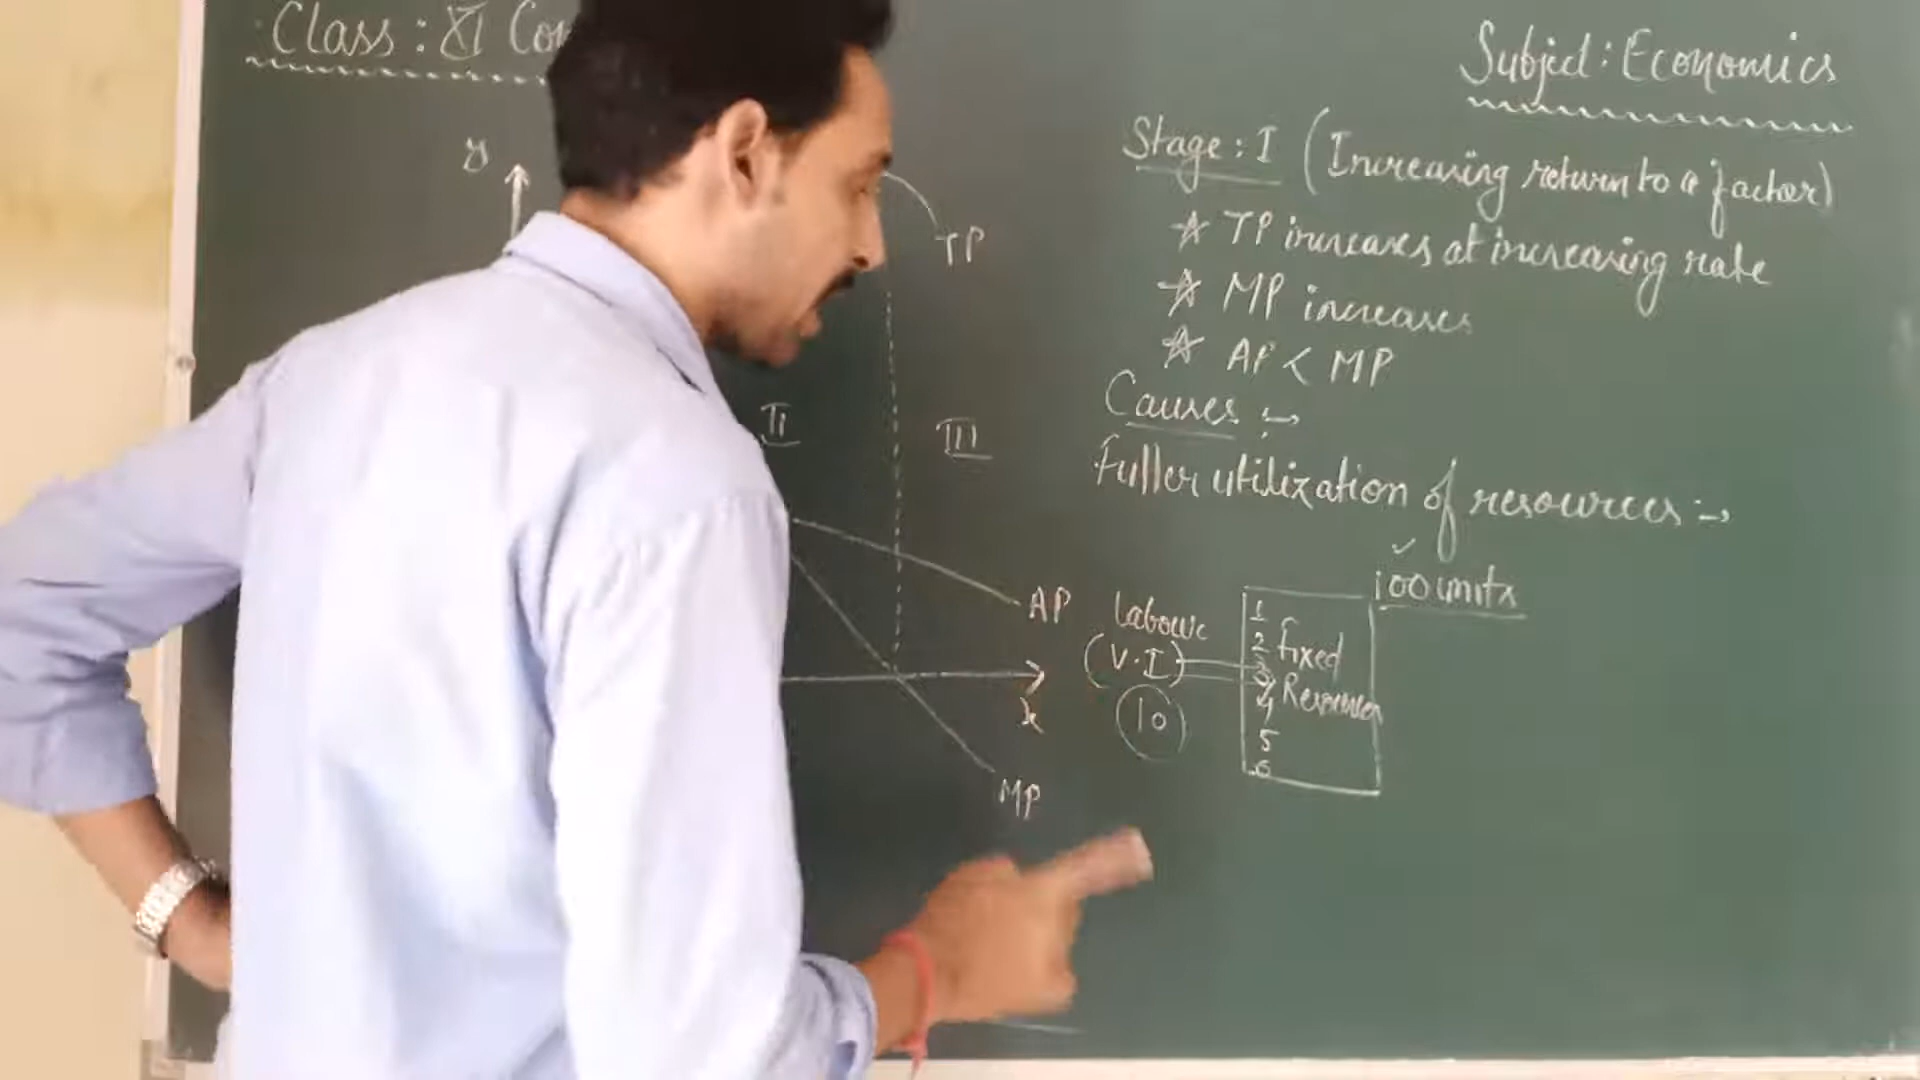 Class : XI Com
Subject : Economics
y
Stage : I (Increasing return to a factor)
TP
☆ TP increases at increasing rate
☆ MP increases
☆ AP < MP
Causes :→
II
III
Fuller utilization of resources :→
100 units
AP
Labour
1
2 Fixed
(V.I)
3
4 Resources
x
10
5
6
MP